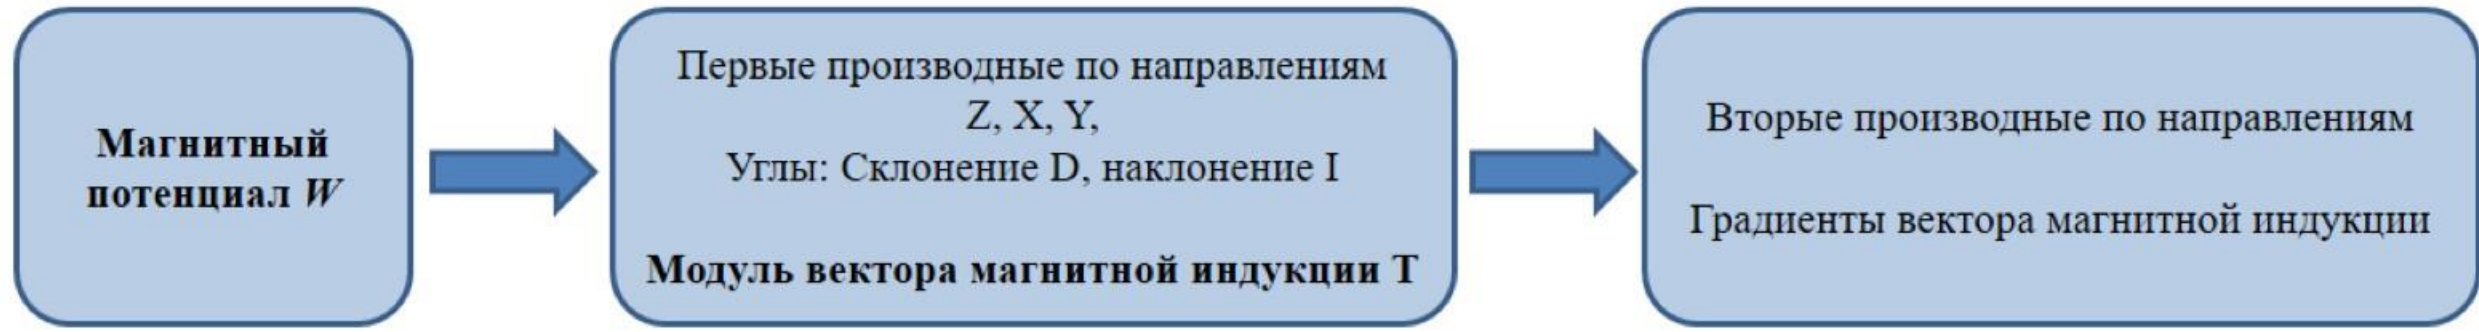 Магнитный
потенциал W
Первые производные по направлениям
Z, X, Y,
Углы: Склонение D, наклонение I
Модуль вектора магнитной индукции Т
Вторые производные по направлениям
Градиенты вектора магнитной индукции